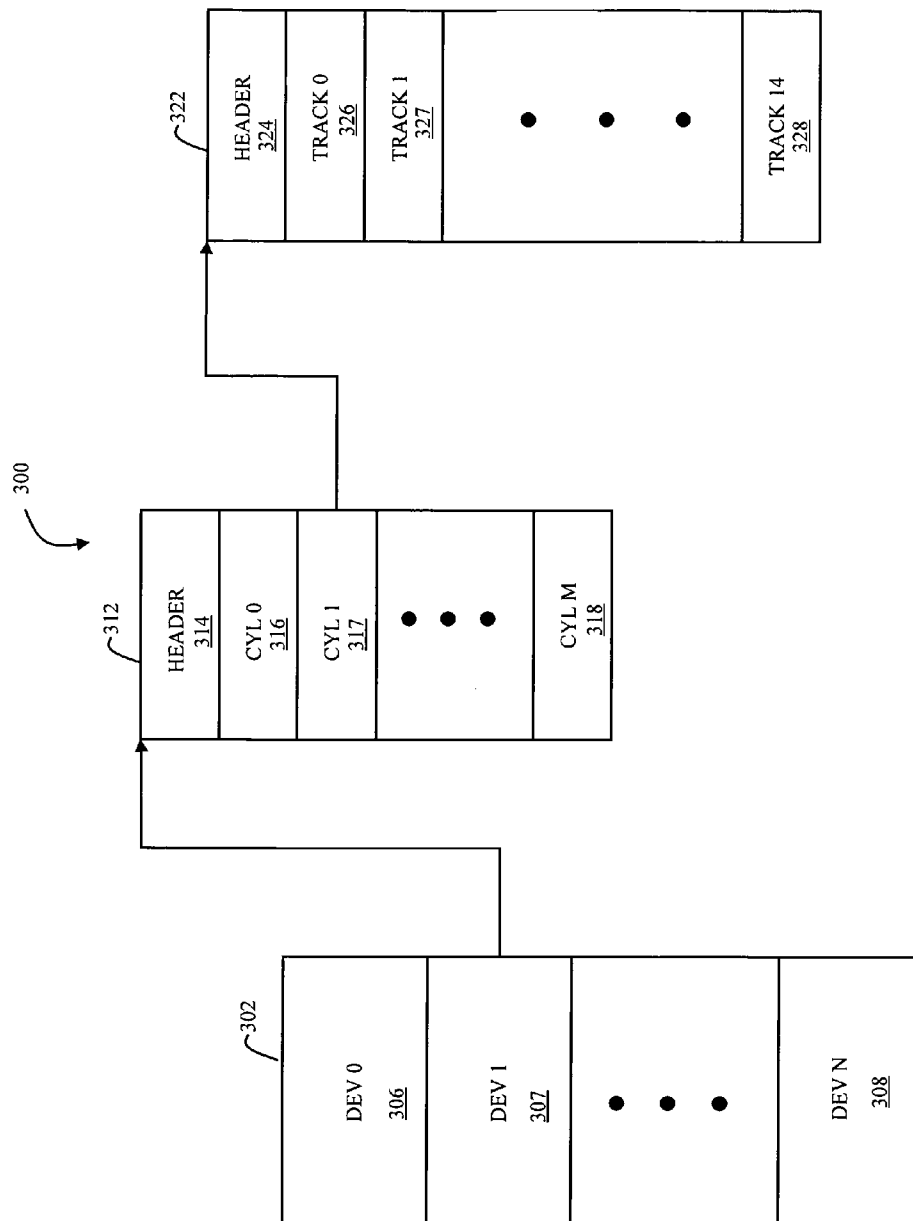 300
302
DEV 0
306
DEV 1
307
DEV N
308
312
HEADER
314
CYL 0
316
CYL 1
317
CYL M
318
322
HEADER
324
TRACK 0
326
TRACK 1
327
TRACK 14
328